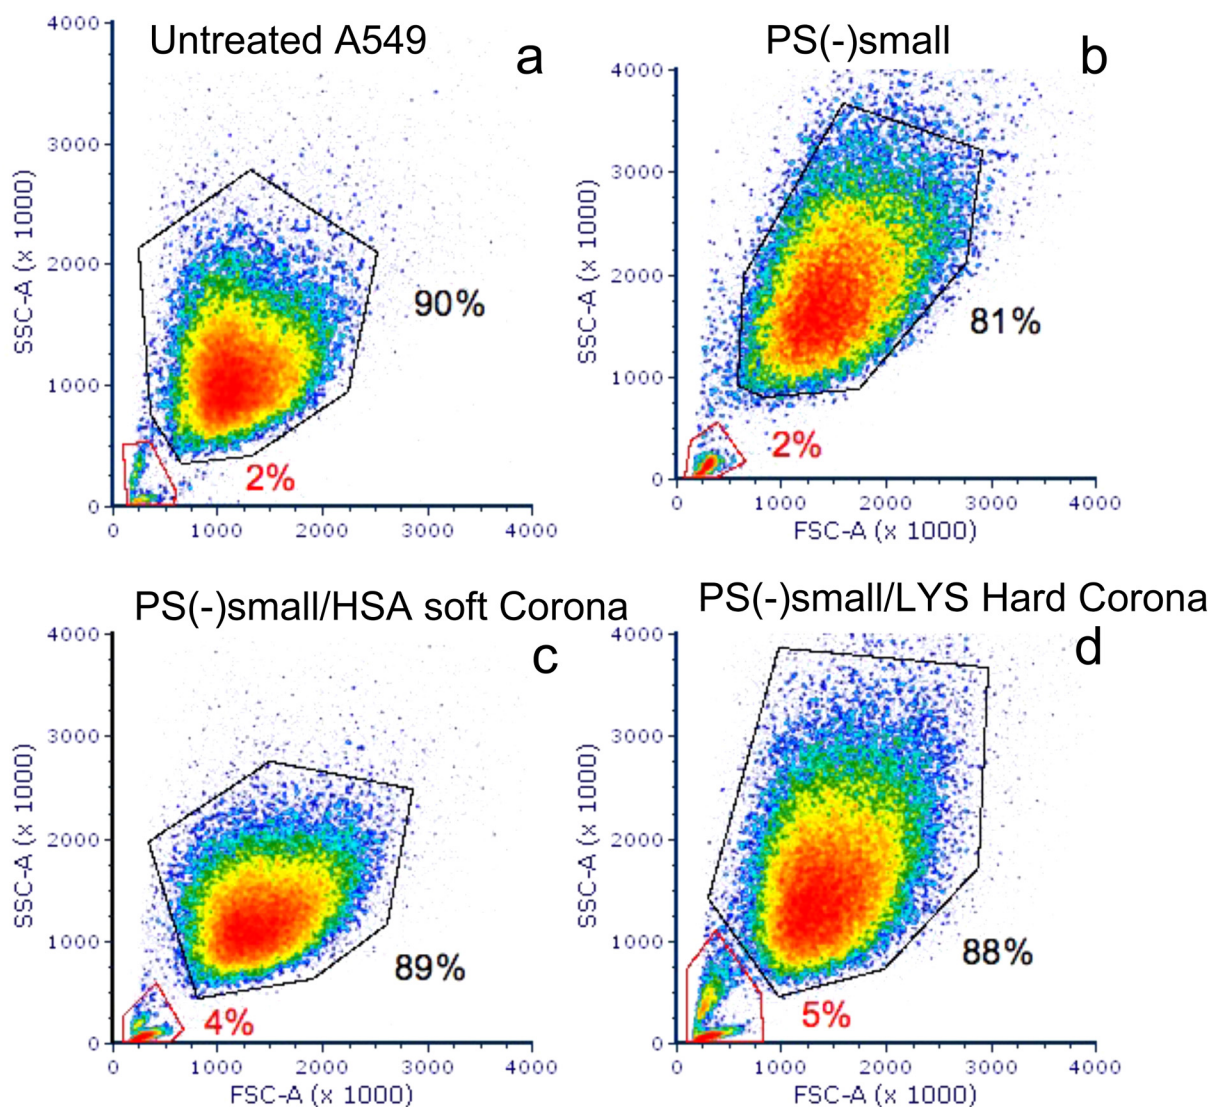 Untreated A549
a
SSC-A (x 1000)
4000
3000
2000
1000
0
90%
2%
0 1000 2000 3000 4000
PS(-)small
b
SSC-A (x 1000)
4000
3000
2000
1000
0
81%
2%
0 1000 2000 3000 4000
FSC-A (x 1000)
PS(-)small/HSA soft Corona
c
SSC-A (x 1000)
4000
3000
2000
1000
0
89%
4%
0 1000 2000 3000 4000
FSC-A (x 1000)
PS(-)small/LYS Hard Corona
d
SSC-A (x 1000)
4000
3000
2000
1000
0
88%
5%
0 1000 2000 3000 4000
FSC-A (x 1000)